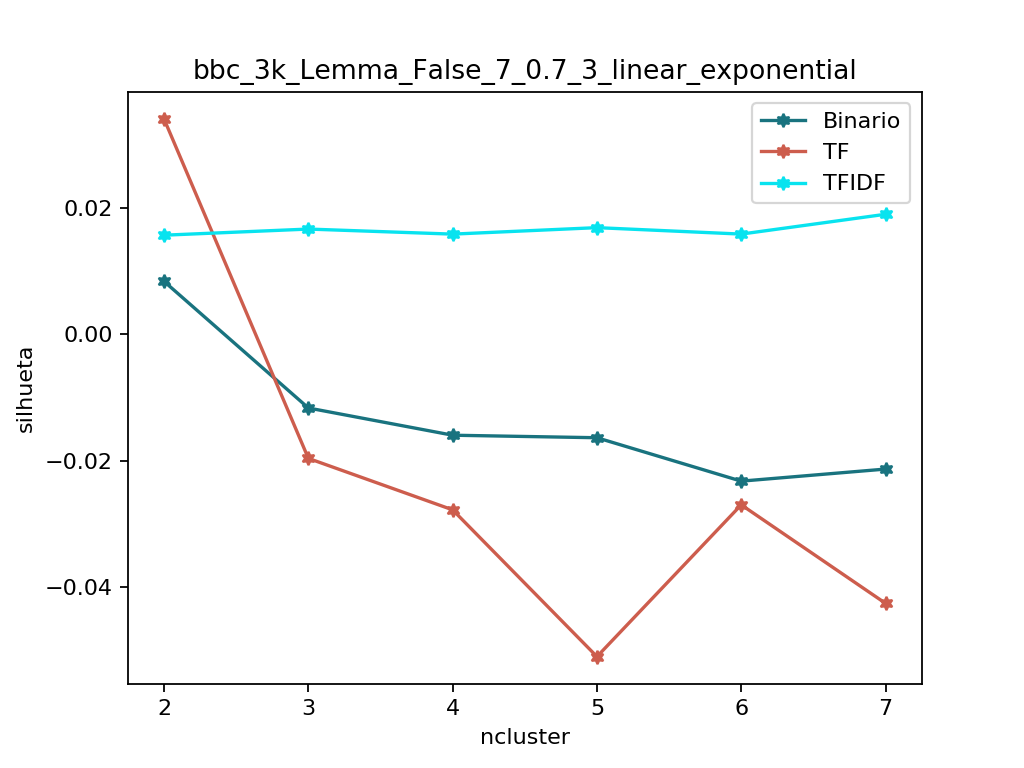 bbc_3k_Lemma_False_7_0.7_3_linear_exponential
Binario
TF
TFIDF
0.02
0.00
−0.02
−0.04
silhueta
2 3 4 5 6 7
ncluster